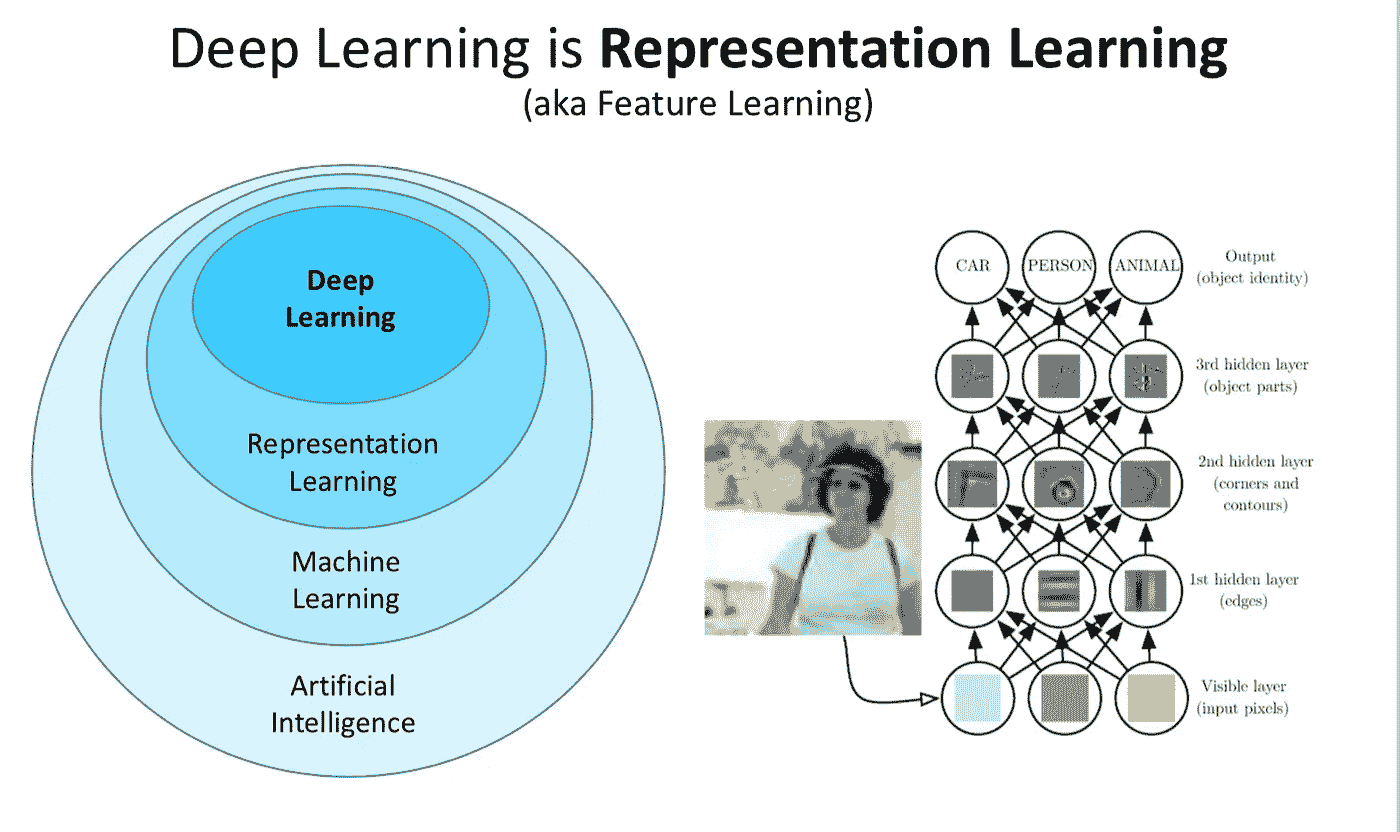 Deep Learning is Representation Learning
(aka Feature Learning)
Deep
Learning
Representation
Learning
Machine
Learning
Artificial
Intelligence
CAR
PERSON
ANIMAL
Output
(object identity)
3rd hidden layer
(object parts)
2nd hidden layer
(corners and
contours)
1st hidden layer
(edges)
Visible layer
(input pixels)